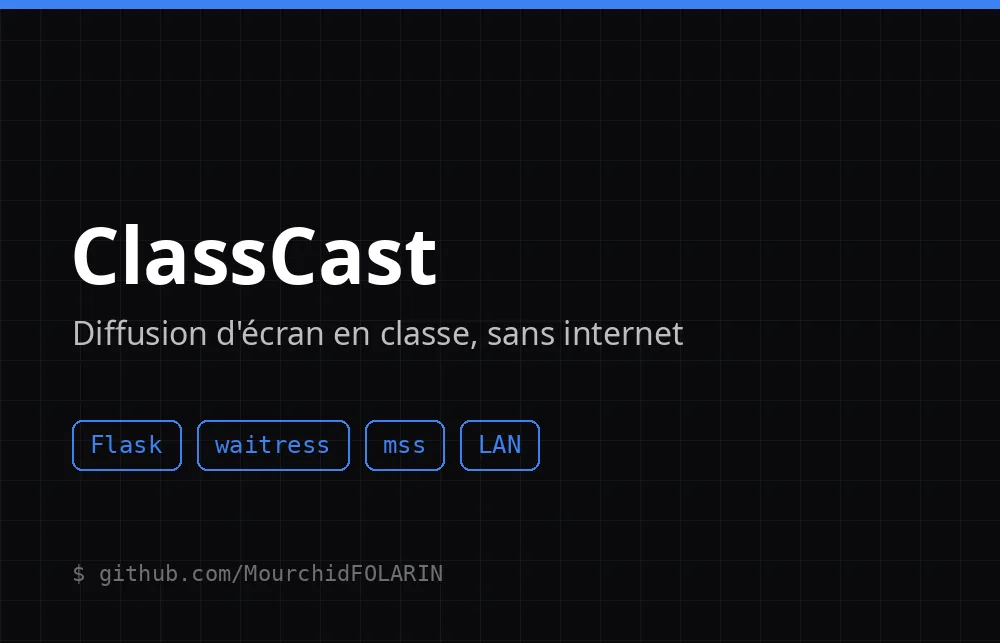 ClassCast
Diffusion d'écran en classe, sans internet
Flask waitress mss LAN
$ github.com/MourchidFOLARIN